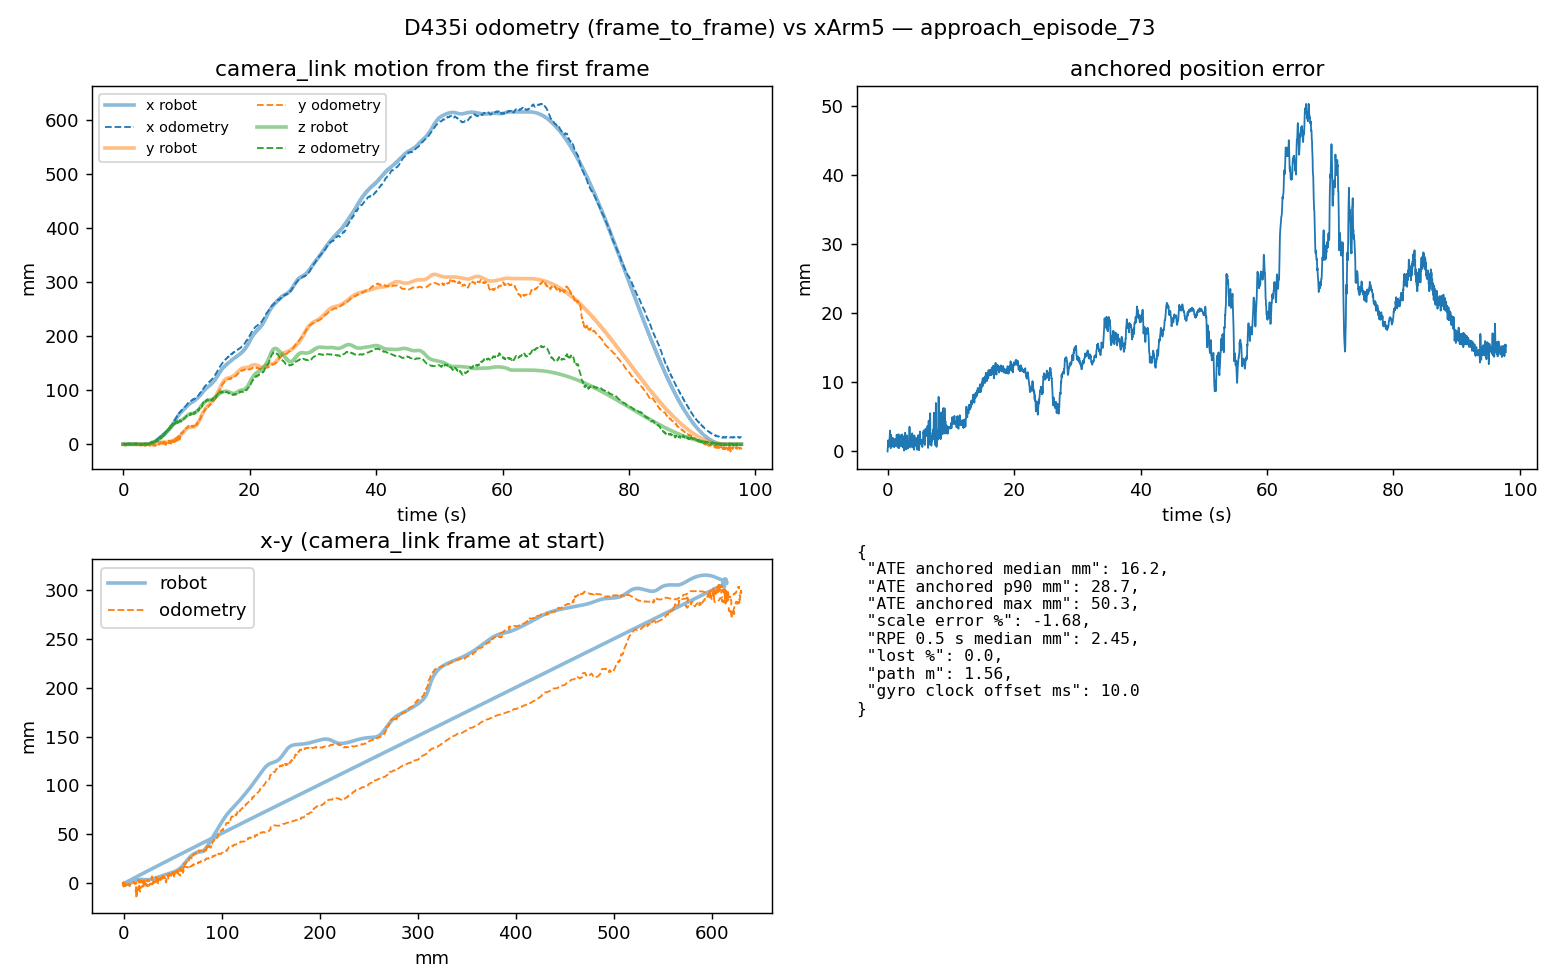 D435i odometry (frame_to_frame) vs xArm5 — approach_episode_73
camera_link motion from the first frame
x robot
x odometry
y robot
y odometry
z robot
z odometry
600
500
400
300
200
100
0
mm
0 20 40 60 80 100
time (s)
anchored position error
50
40
30
20
10
0
mm
0 20 40 60 80 100
time (s)
x-y (camera_link frame at start)
robot
odometry
300
250
200
150
100
50
0
mm
0 100 200 300 400 500 600
mm
{
"ATE anchored median mm": 16.2,
"ATE anchored p90 mm": 28.7,
"ATE anchored max mm": 50.3,
"scale error %": -1.68,
"RPE 0.5 s median mm": 2.45,
"lost %": 0.0,
"path m": 1.56,
"gyro clock offset ms": 10.0
}